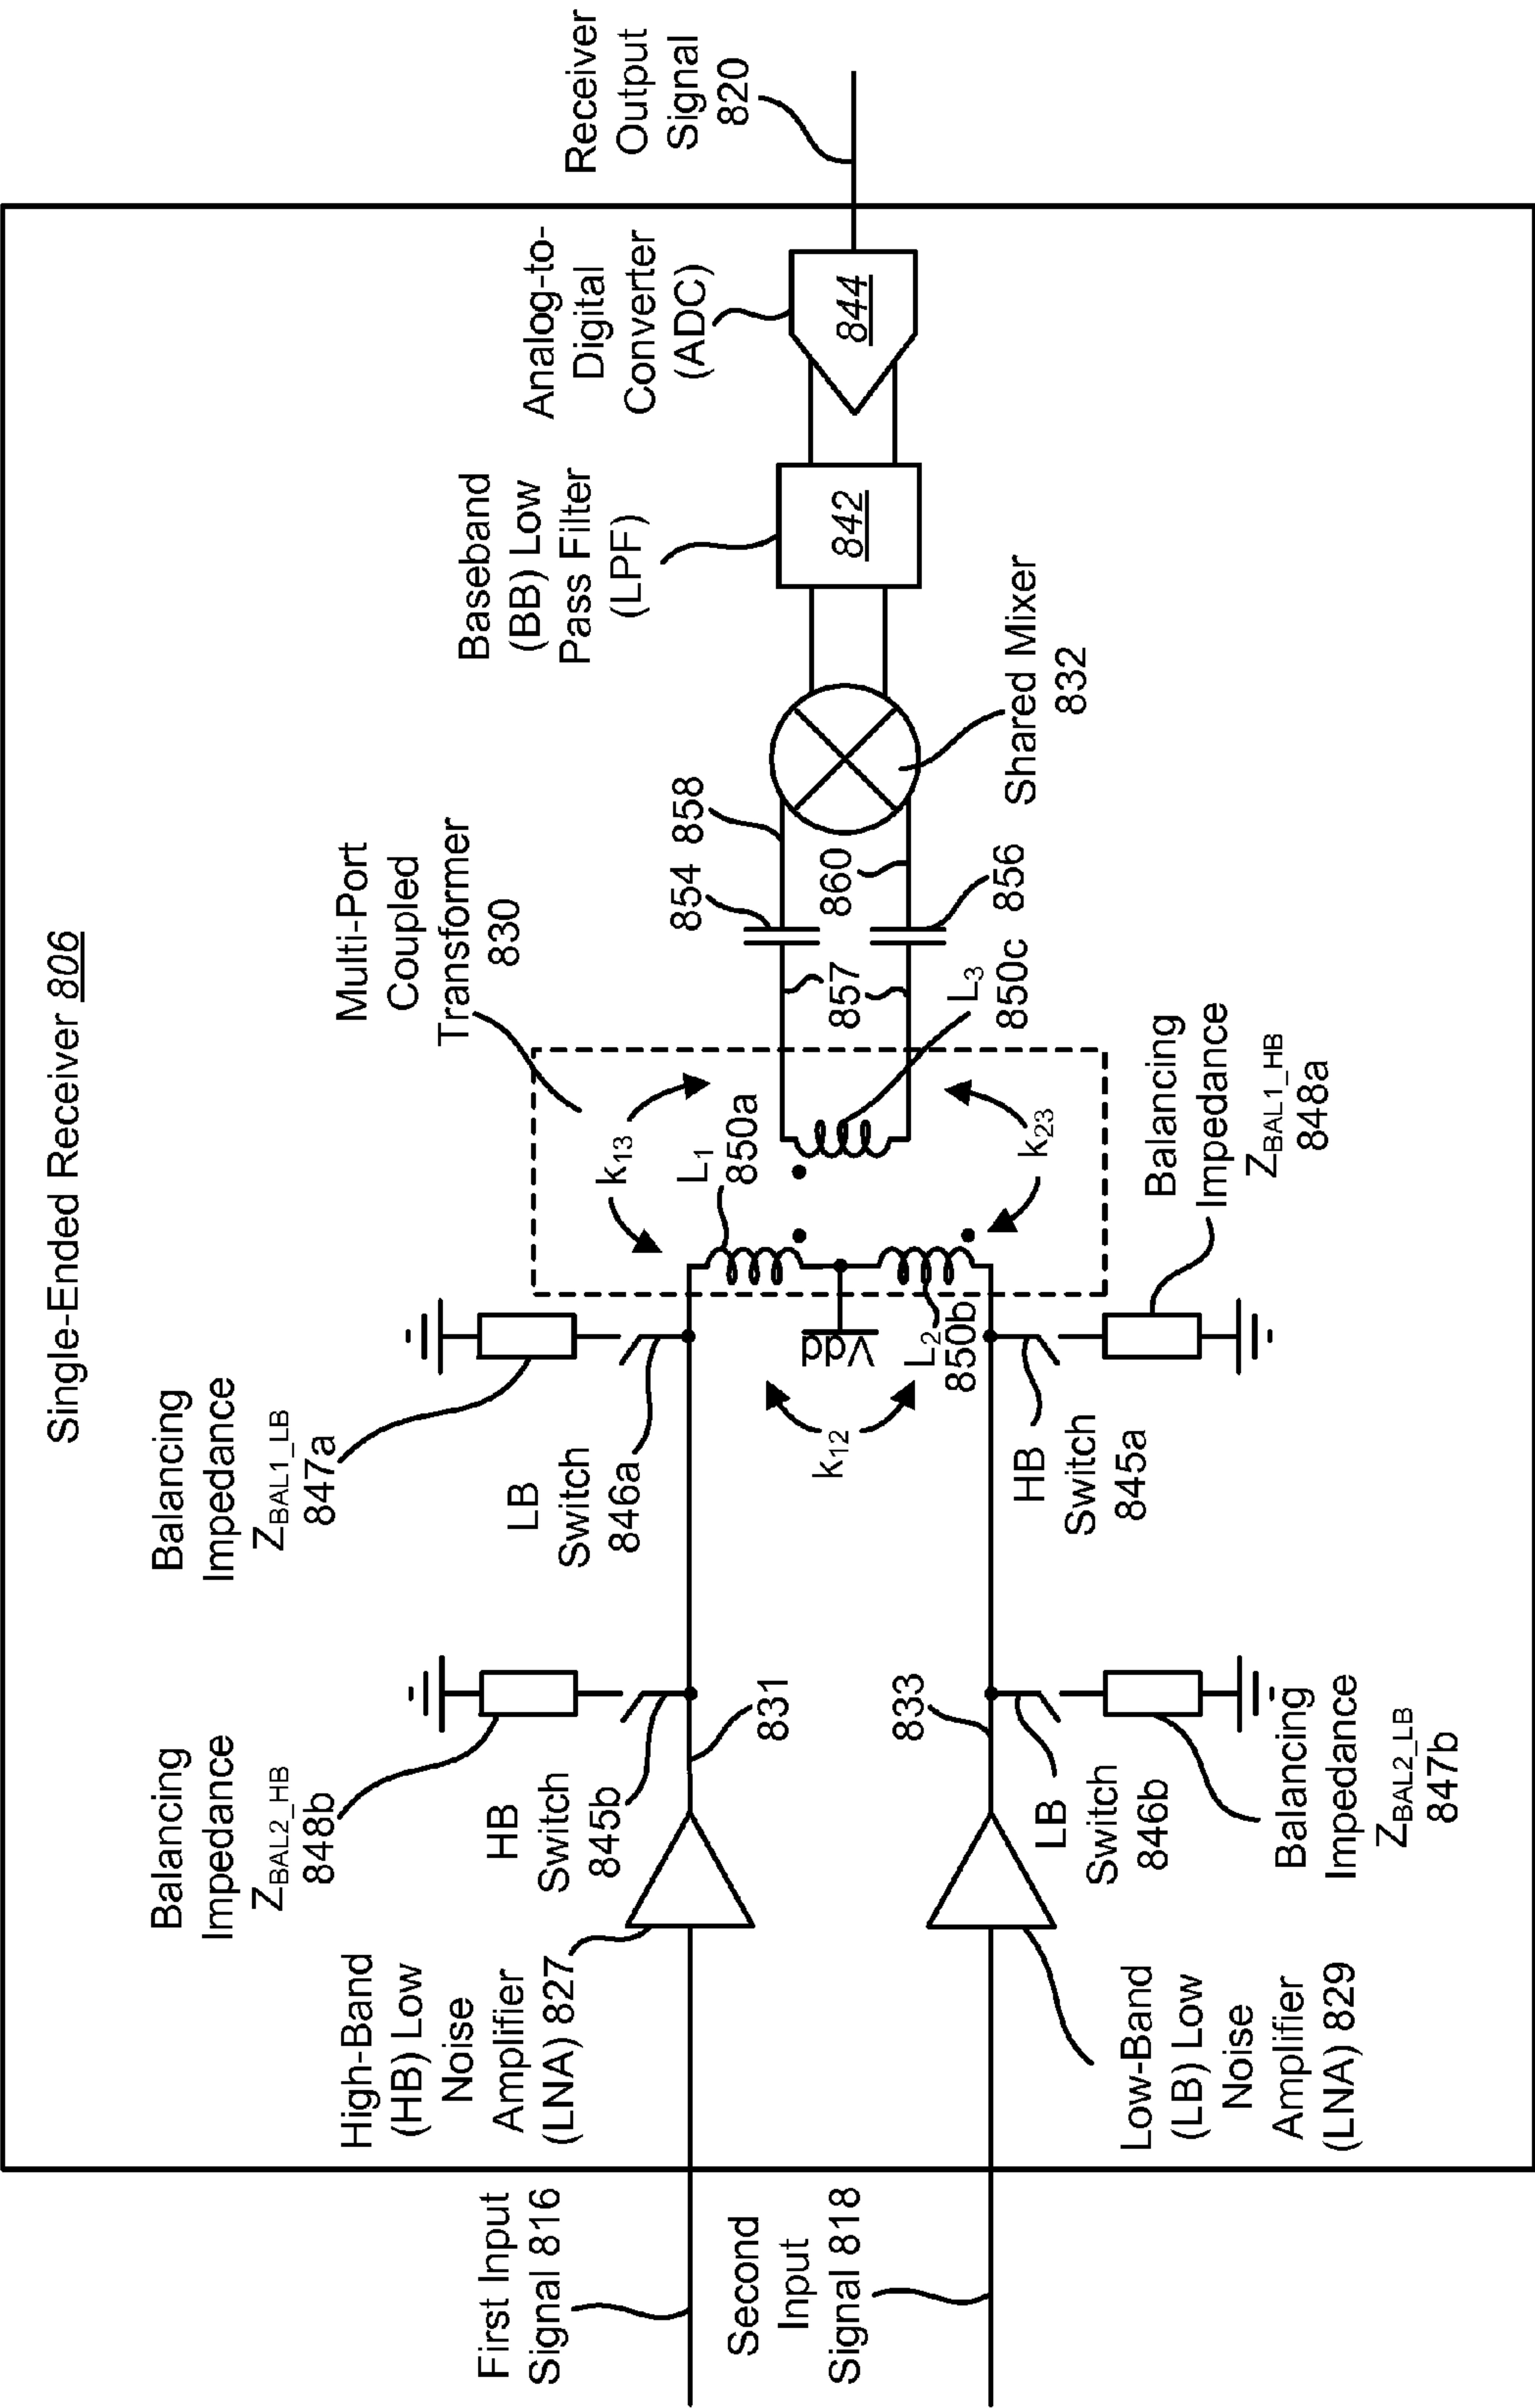 Single-Ended Receiver 806
Balancing
Impedance
Z_BAL2_HB
848b
Balancing
Impedance
Z_BAL1_LB
847a
HB
Switch
845b
LB
Switch
846a
Multi-Port
Coupled
Transformer
830
Baseband
(BB) Low
Pass Filter
(LPF)
Analog-to-
Digital
Converter
(ADC)
Receiver
Output
Signal
820
First Input
Signal 816
High-Band
(HB) Low
Noise
Amplifier
(LNA) 827
831
k13
L1
850a
854
858
842
844
Second
Input
Signal 818
833
k12
Vdd
L2
850b
857
860
856
L3
850c
k23
Shared Mixer
832
Low-Band
(LB) Low
Noise
Amplifier
(LNA) 829
LB
Switch
846b
HB
Switch
845a
Balancing
Impedance
Z_BAL2_LB
847b
Balancing
Impedance
Z_BAL1_HB
848a